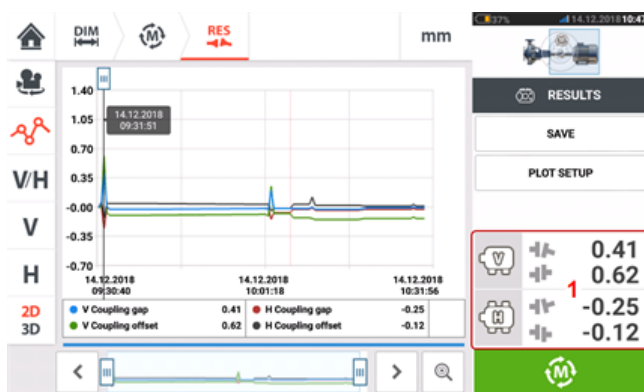 DIM
M
RES
mm
37%
14.12.2018 10:47
RESULTS
SAVE
PLOT SETUP
V/H
V
H
2D
3D
1.40
1.05
0.70
0.35
-0.00
-0.35
-0.70
14.12.2018
09:31:51
14.12.2018
09:30:40
14.12.2018
10:01:18
14.12.2018
10:31:56
V Coupling gap 0.41
H Coupling gap -0.25
V Coupling offset 0.62
H Coupling offset -0.12
V
0.41
0.62
1
H
-0.25
-0.12
M